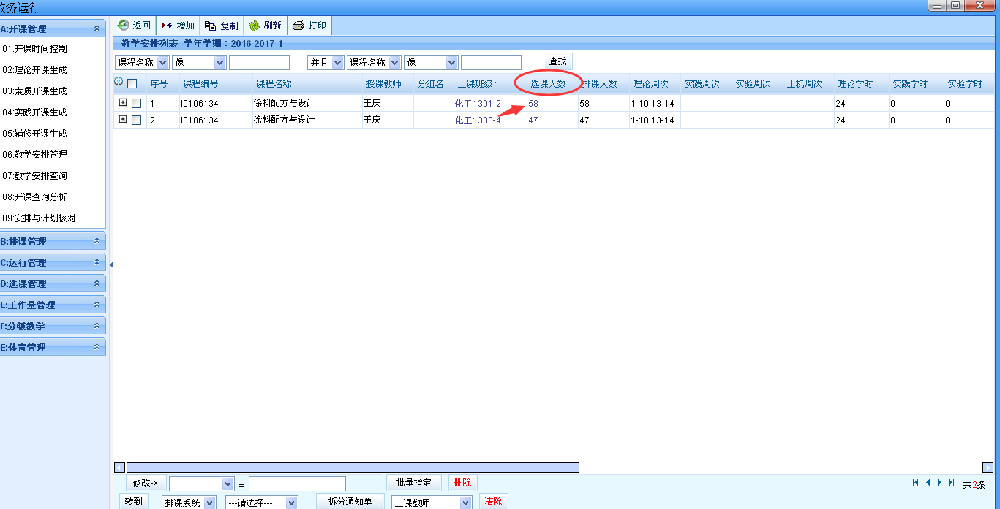 政务运行
A:开课管理
01:开课时间控制
02:理论开课生成
03:素质开课生成
04:实践开课生成
05:辅修开课生成
06:教学安排管理
07:教学安排查询
08:开课查询分析
09:安排与计划核对
B:排课管理
C:运行管理
D:选课管理
E:工作量管理
F:分级教学
E:体育管理
返回 增加 复制 刷新 打印
教学安排列表 学年学期：2016-2017-1
课程名称 像 并且 课程名称 像 查找
序号 课程编号 课程名称 授课教师 分组名 上课班级↑ 选课人数 排课人数 理论周次 实践周次 实验周次 上机周次 理论学时 实践学时 实验学时
1 I0106134 涂料配方与设计 王庆 化工1301-2 58 58 1-10,13-14 24 0 0
2 I0106134 涂料配方与设计 王庆 化工1303-4 47 47 1-10,13-14 24 0 0
修改-> = 批量指定 删除 共2条
转到 排课系统 ---请选择--- 拆分通知单 上课教师 清除